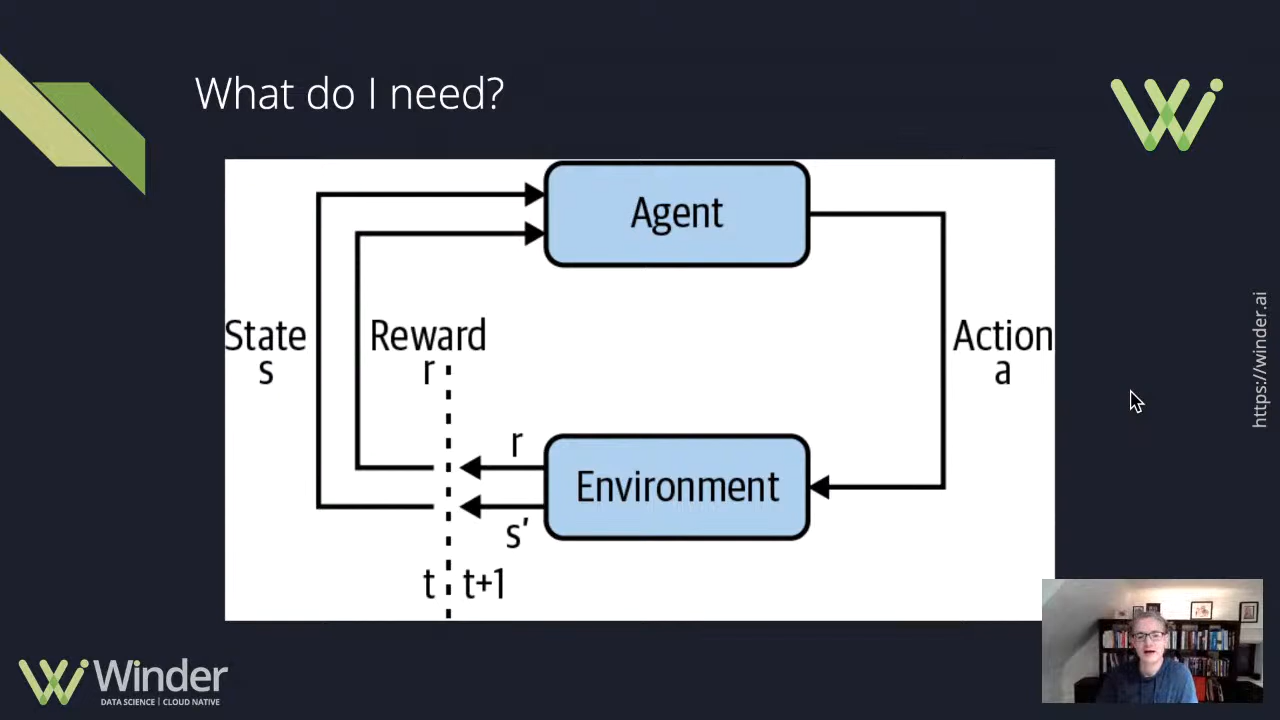 What do I need?
Agent
State
s
Reward
r
Action
a
r
Environment
s′
t
t+1
https://winder.ai
Winder
DATA SCIENCE | CLOUD NATIVE